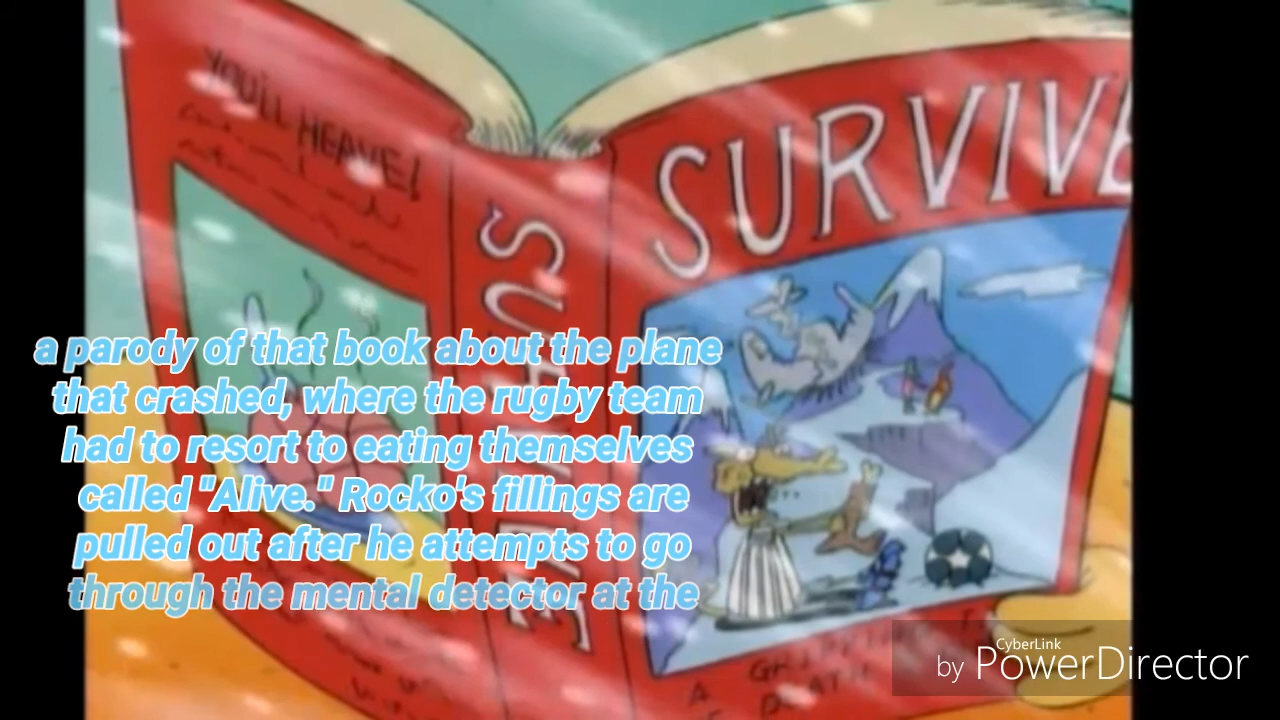 YOU'LL HEAVE!
SURVIVE
a parody of that book about the plane
that crashed, where the rugby team
had to resort to eating themselves
called "Alive." Rocko's fillings are
pulled out after he attempts to go
through the mental detector at the
A
CyberLink
by PowerDirector